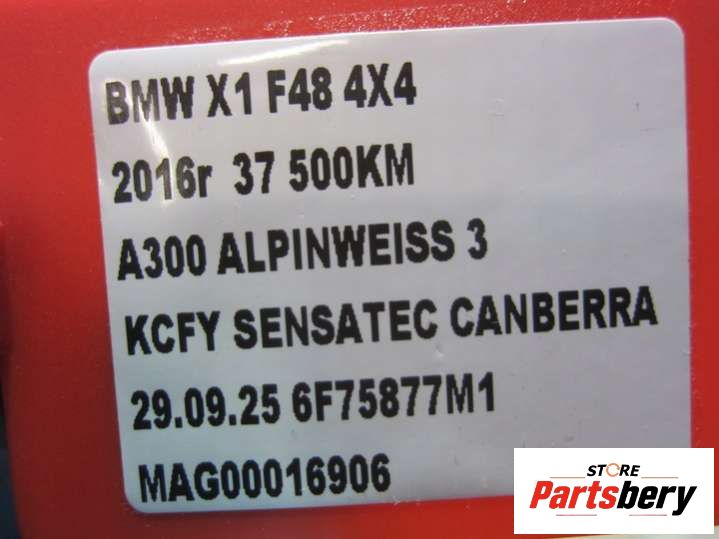 BMW X1 F48 4X4
2016r 37 500KM
A300 ALPINWEISS 3
KCFY SENSATEC CANBERRA
29.09.25 6F75877M1
MAG00016906
STORE
Partsbery